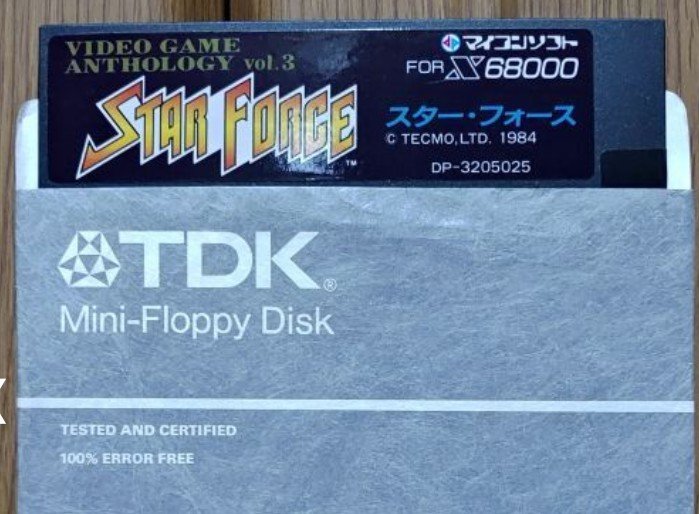 VIDEO GAME
ANTHOLOGY vol.3
STAR FORCE™
マイコンソフト
FOR X68000
スター・フォース
© TECMO,LTD. 1984
DP-3205025
TDK®
Mini-Floppy Disk
TESTED AND CERTIFIED
100% ERROR FREE